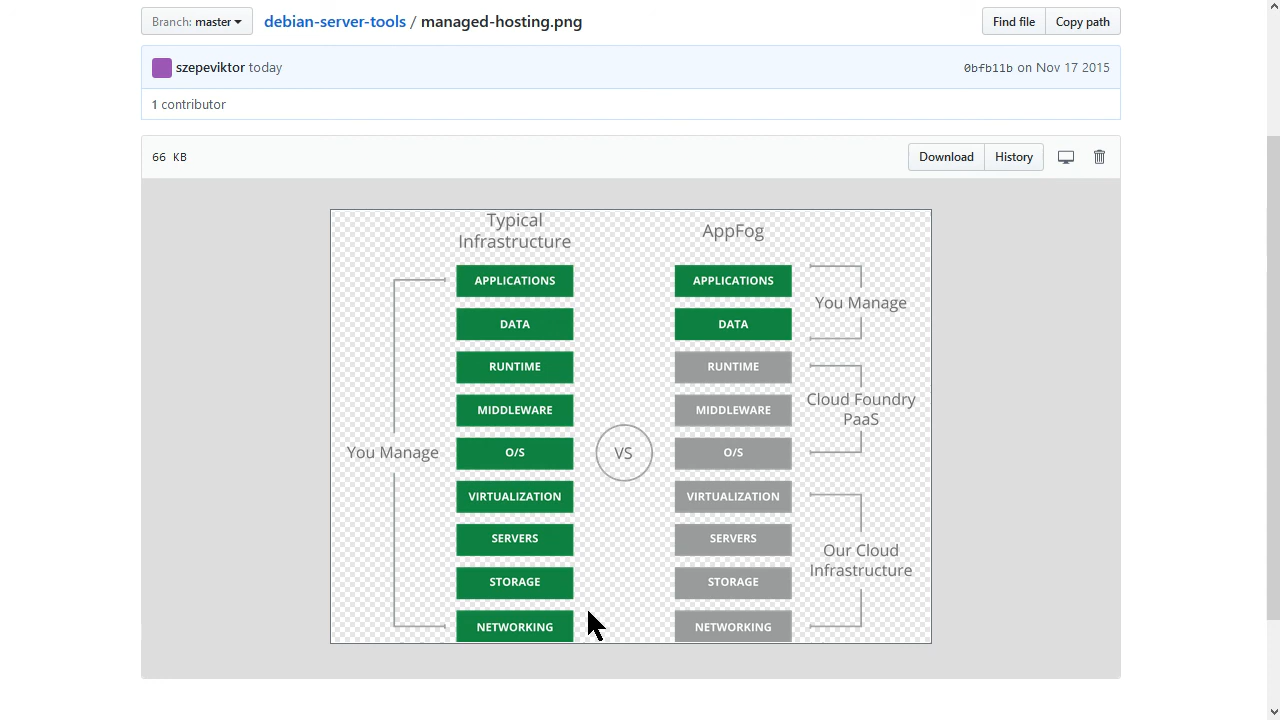 Branch: master
debian-server-tools / managed-hosting.png
Find file
Copy path
szepeviktor today
0bfb11b on Nov 17 2015
1 contributor
66 KB
Download
History
Typical
Infrastructure
AppFog
APPLICATIONS
DATA
RUNTIME
MIDDLEWARE
O/S
VIRTUALIZATION
SERVERS
STORAGE
NETWORKING
You Manage
VS
APPLICATIONS
DATA
RUNTIME
MIDDLEWARE
O/S
VIRTUALIZATION
SERVERS
STORAGE
NETWORKING
You Manage
Cloud Foundry
PaaS
Our Cloud
Infrastructure